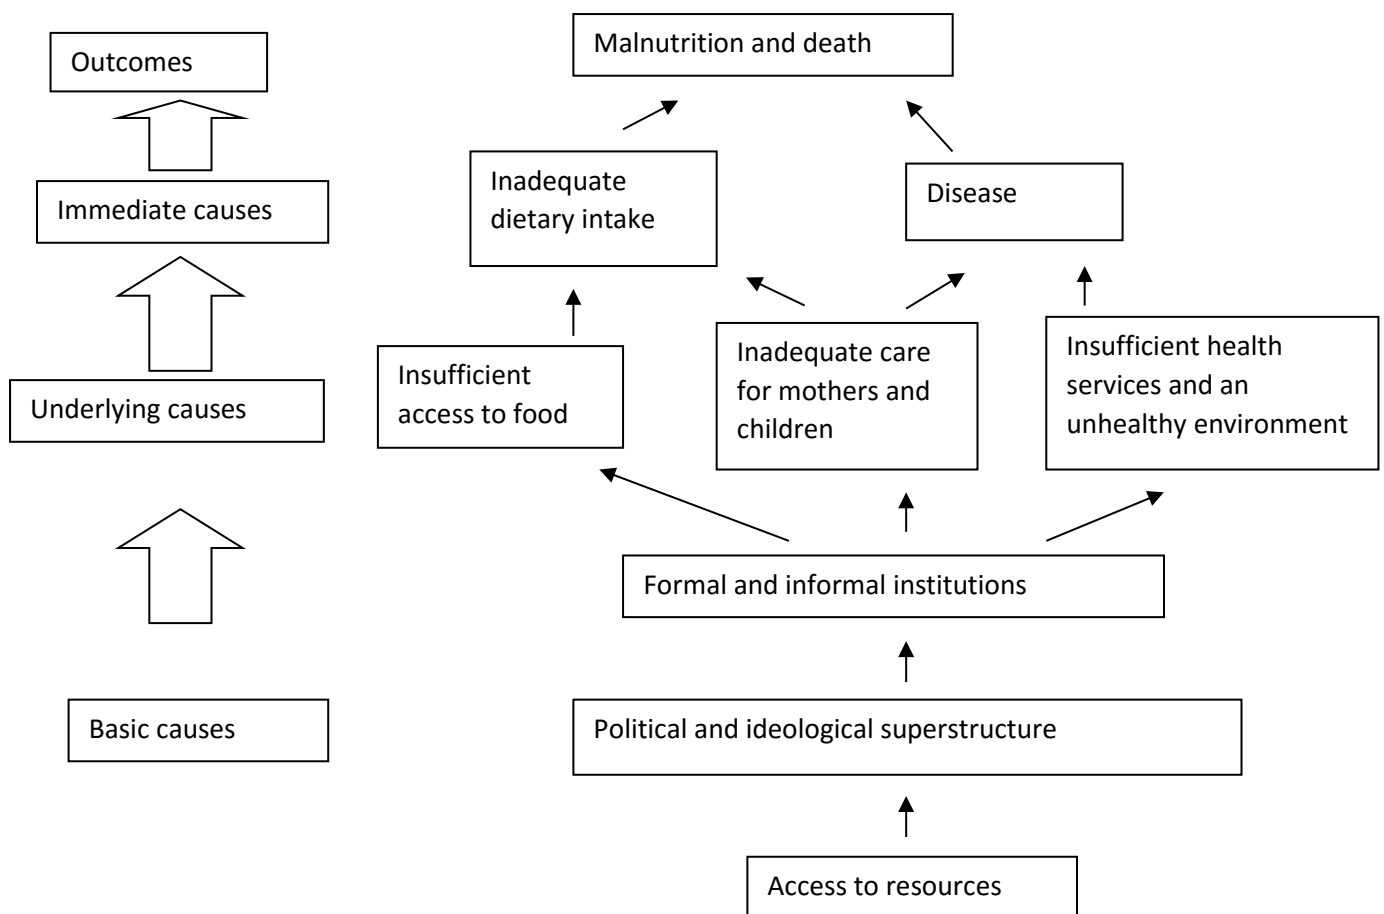 Outcomes
Malnutrition and death
Immediate causes
Inadequate
dietary intake
Disease
Underlying causes
Insufficient
access to food
Inadequate care
for mothers and
children
Insufficient health
services and an
unhealthy environment
Formal and informal institutions
Basic causes
Political and ideological superstructure
Access to resources